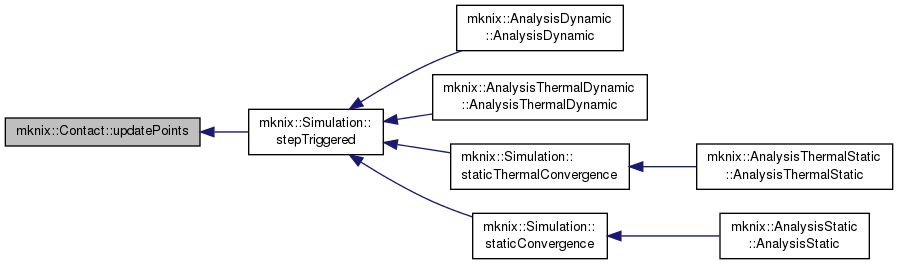 mknix::Contact::updatePoints
mknix::Simulation::
stepTriggered
mknix::AnalysisDynamic
::AnalysisDynamic
mknix::AnalysisThermalDynamic
::AnalysisThermalDynamic
mknix::Simulation::
staticThermalConvergence
mknix::AnalysisThermalStatic
::AnalysisThermalStatic
mknix::Simulation::
staticConvergence
mknix::AnalysisStatic
::AnalysisStatic